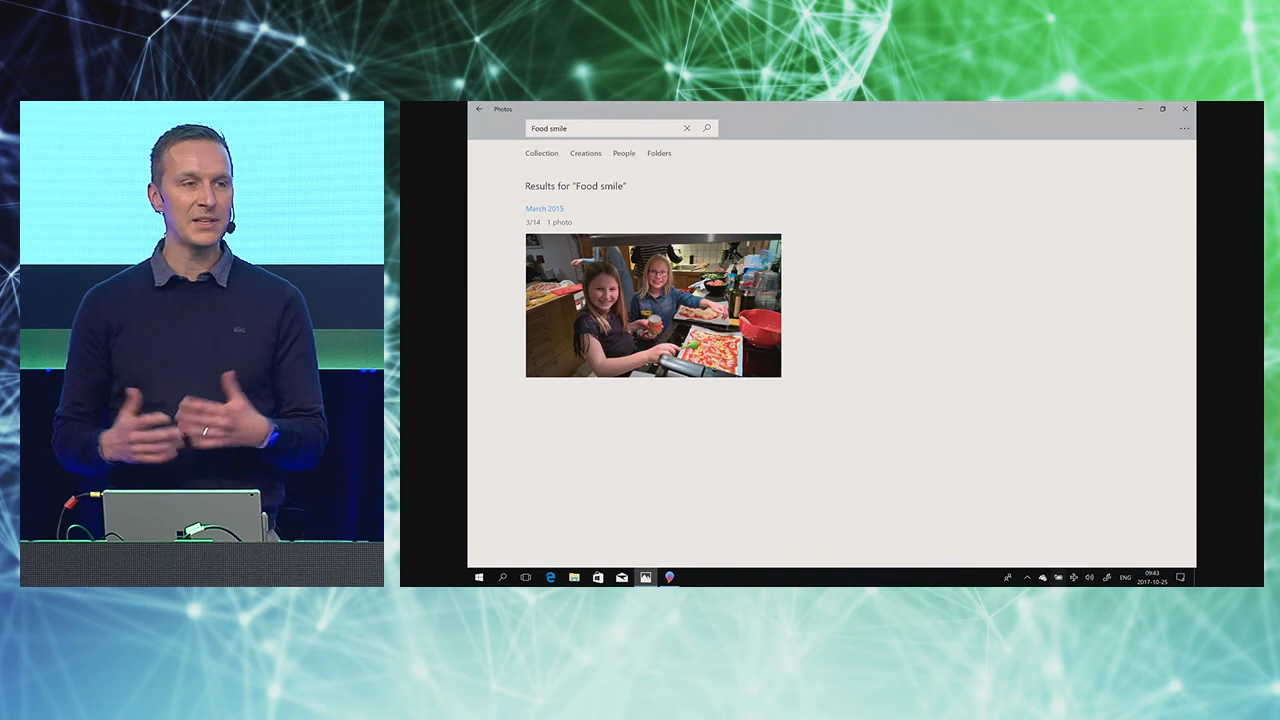 Photos
Food smile
Collection Creations People Folders
Results for "Food smile"
March 2015
3/14 1 photo
ENG
09:43
2017-10-25